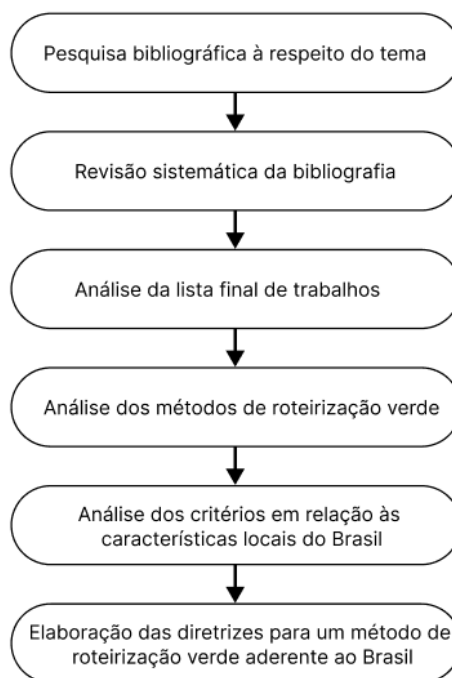 Pesquisa bibliográfica à respeito do tema
Revisão sistemática da bibliografia
Análise da lista final de trabalhos
Análise dos métodos de roteirização verde
Análise dos critérios em relação às
características locais do Brasil
Elaboração das diretrizes para um método de
roteirização verde aderente ao Brasil